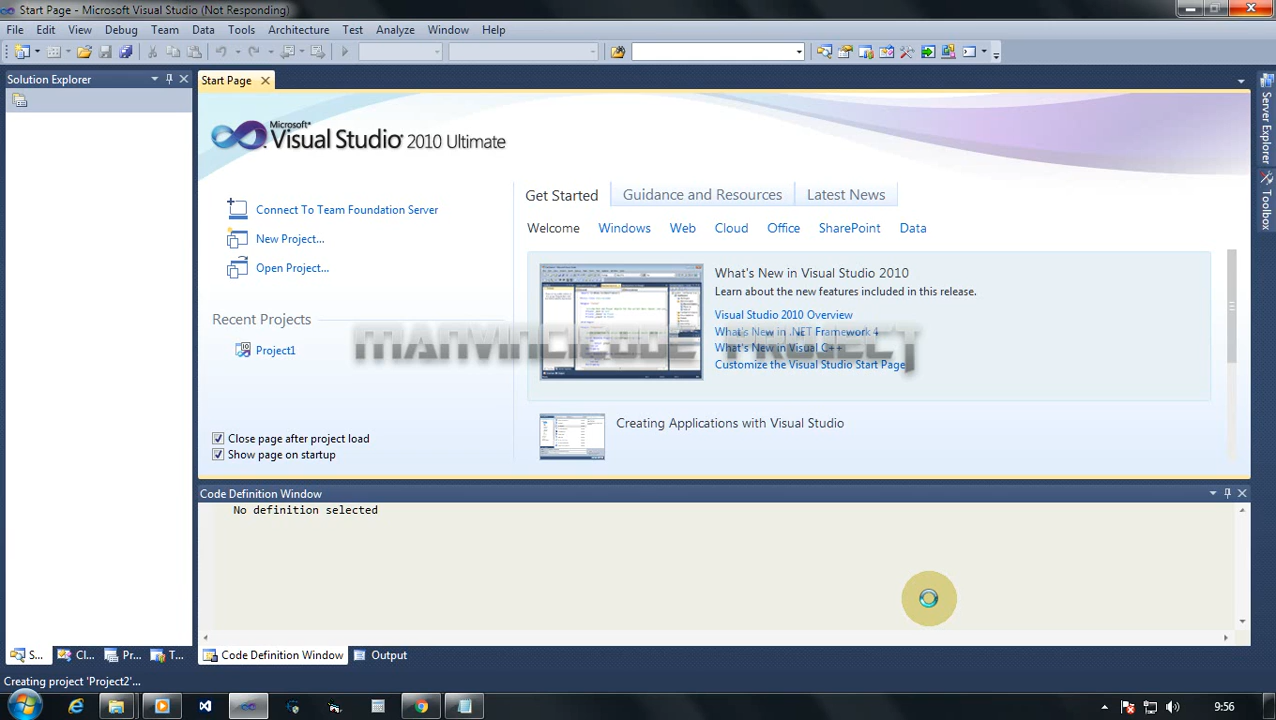 Start Page - Microsoft Visual Studio (Not Responding)
File Edit View Debug Team Data Tools Architecture Test Analyze Window Help
Solution Explorer
Start Page
Microsoft®
Visual Studio® 2010 Ultimate
Connect To Team Foundation Server
New Project...
Open Project...
Recent Projects
Project1
Close page after project load
Show page on startup
Get Started Guidance and Resources Latest News
Welcome Windows Web Cloud Office SharePoint Data
What's New in Visual Studio 2010
Learn about the new features included in this release.
Visual Studio 2010 Overview
What's New in .NET Framework 4
What's New in Visual C++
Customize the Visual Studio Start Page
Creating Applications with Visual Studio
PROJECT
Server Explorer
Toolbox
Code Definition Window
No definition selected
S... Cl... Pr... T... Code Definition Window Output
Creating project 'Project2'...
9:56